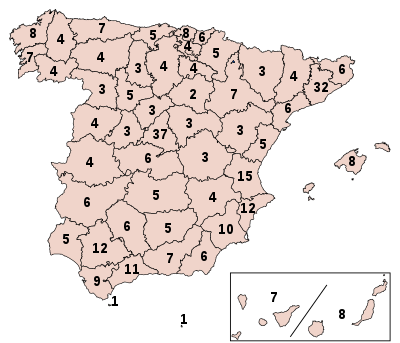 8 4 7 5 8 6
4 5
7 4 4 3 4 4 3 4 6
3 5 2 7 32
3 6
4 3 37 3 3 5
4 6 3 8
15
6 5 4 12
5 12 6 5 10
9 11 7 6
1 1
7 8